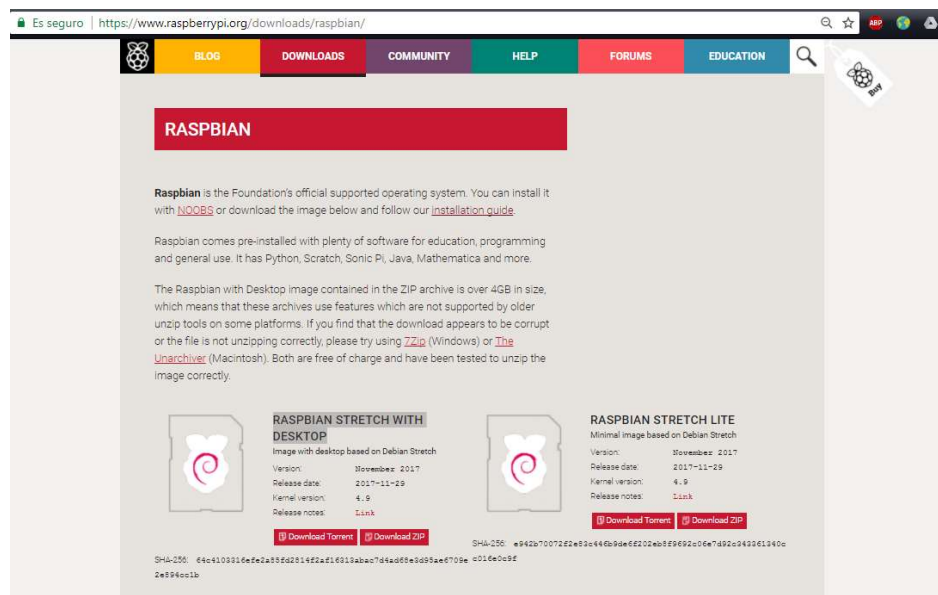 Es seguro | https://www.raspberrypi.org/downloads/raspbian/
ABP
BLOG DOWNLOADS COMMUNITY HELP FORUMS EDUCATION
Buy
RASPBIAN
Raspbian is the Foundation's official supported operating system. You can install it
with NOOBS or download the image below and follow our installation guide.
Raspbian comes pre-installed with plenty of software for education, programming
and general use. It has Python, Scratch, Sonic Pi, Java, Mathematica and more.
The Raspbian with Desktop image contained in the ZIP archive is over 4GB in size,
which means that these archives use features which are not supported by older
unzip tools on some platforms. If you find that the download appears to be corrupt
or the file is not unzipping correctly, please try using 7Zip (Windows) or The
Unarchiver (Macintosh). Both are free of charge and have been tested to unzip the
image correctly.
RASPBIAN STRETCH WITH
DESKTOP
Image with desktop based on Debian Stretch
Version: November 2017
Release date: 2017-11-29
Kernel version: 4.9
Release notes: Link
Download Torrent Download ZIP
SHA-256:
RASPBIAN STRETCH LITE
Minimal image based on Debian Stretch
Version: November 2017
Release date: 2017-11-29
Kernel version: 4.9
Release notes: Link
Download Torrent Download ZIP
SHA-256: